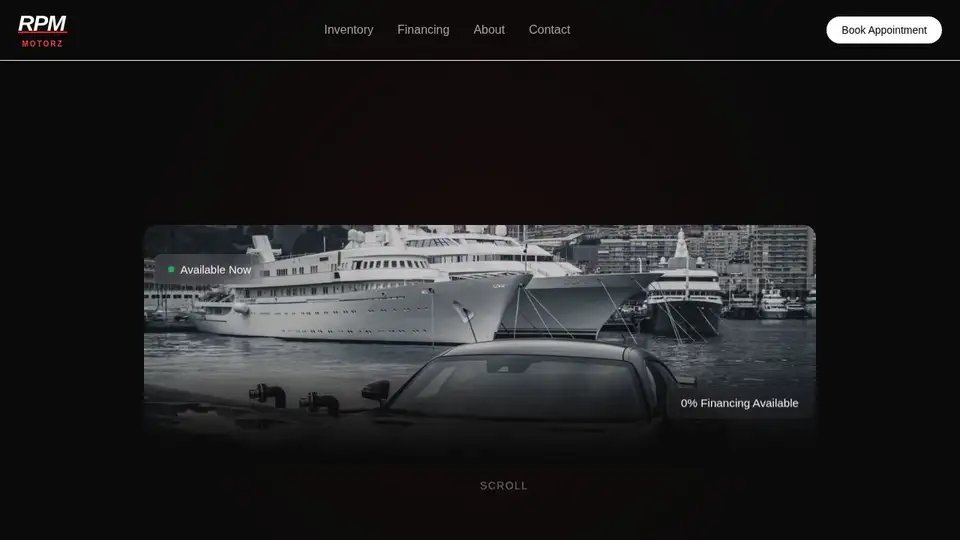 RPM
MOTORZ
Inventory
Financing
About
Contact
Book Appointment
Available Now
0% Financing Available
SCROLL